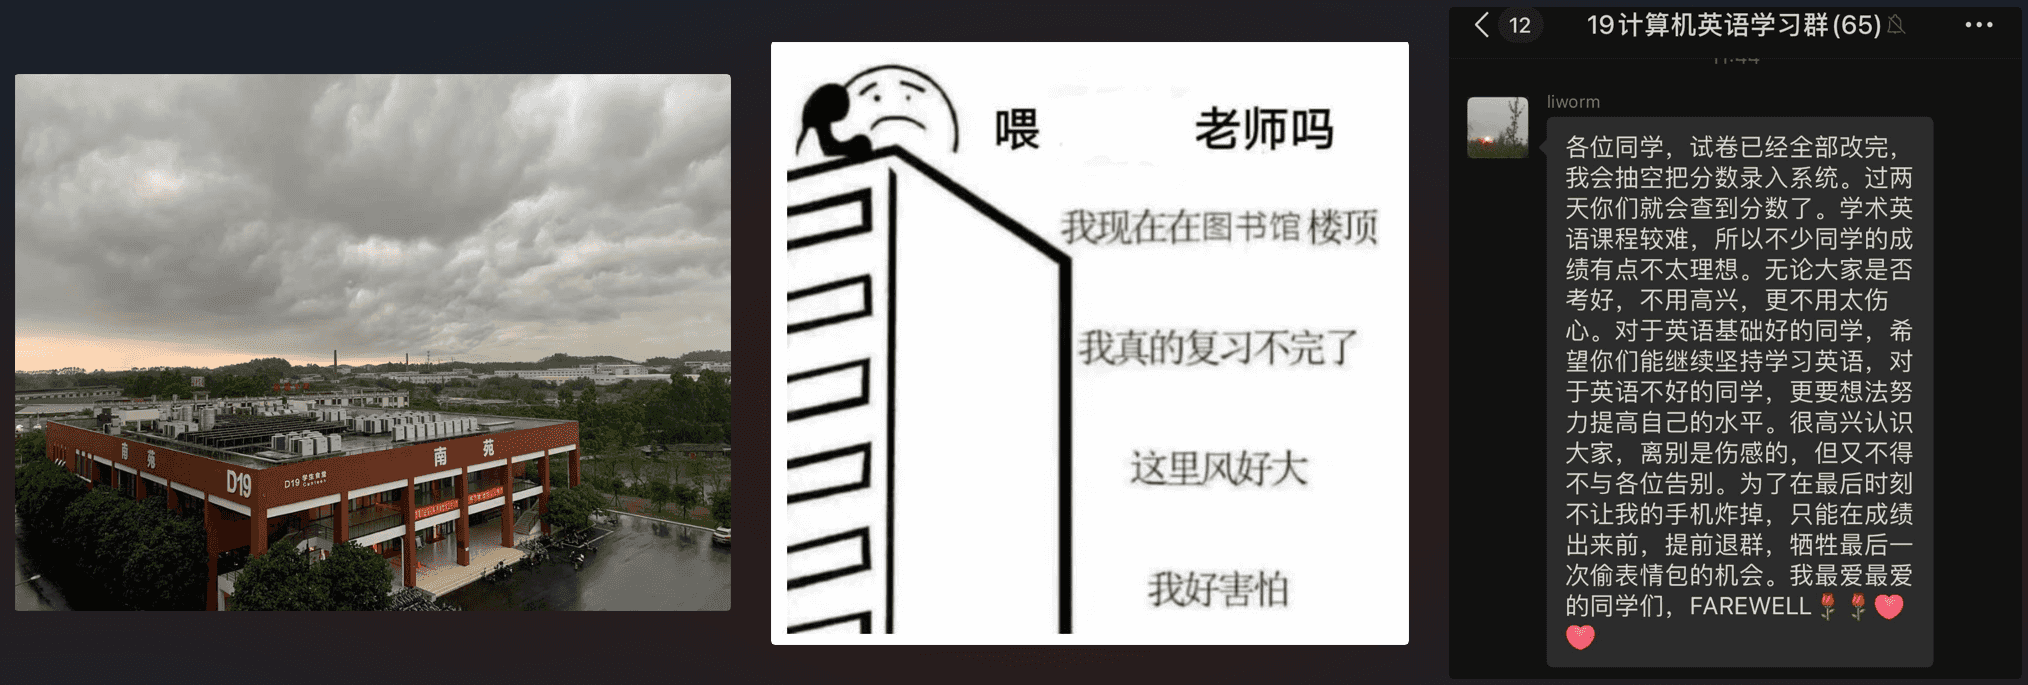 南苑
南苑
D19
D19 学生食堂
Canteen
喂 老师吗
我现在在图书馆楼顶
我真的复习不完了
这里风好大
我好害怕
12
19计算机英语学习群(65)
11:44
liworm
各位同学，试卷已经全部改完，
我会抽空把分数录入系统。过两
天你们就会查到分数了。学术英
语课程较难，所以不少同学的成
绩有点不太理想。无论大家是否
考好，不用高兴，更不用太伤
心。对于英语基础好的同学，希
望你们能继续坚持学习英语，对
于英语不好的同学，更要想法努
力提高自己的水平。很高兴认识
大家，离别是伤感的，但又不得
不与各位告别。为了在最后时刻
不让我的手机炸掉，只能在成绩
出来前，提前退群，牺牲最后一
次偷表情包的机会。我最爱最爱
的同学们，FAREWELL🌹🌹❤️
❤️